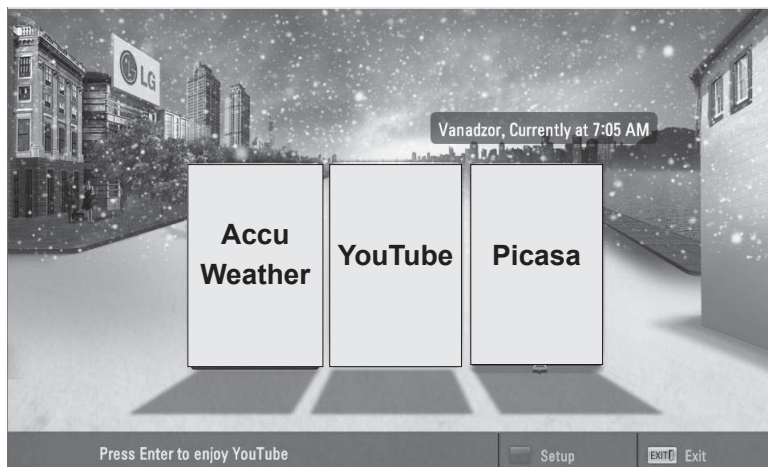 LG
Vanadzor, Currently at 7:05 AM
Accu
Weather
YouTube
Picasa
Press Enter to enjoy YouTube
Setup
EXIT Exit